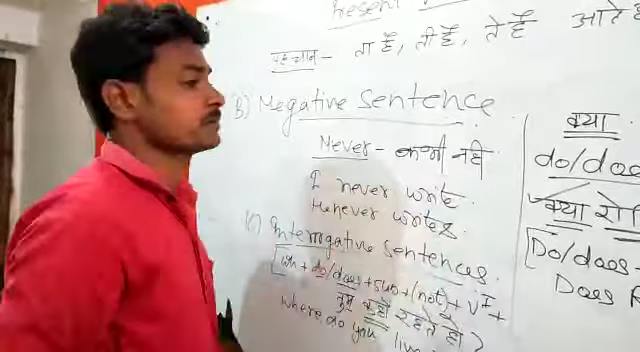 Present
पहचान - ता है, ती है, ते है आते
B) Negative Sentence
Never - कभी नही
I never write.
He never writes.
(C) Interrogative Sentences.
[Wh + do/does + sub + (not) + V I +
तुम कहाँ रहते हो?
where do you live
क्या
do/does
क्या
[Do/does -
Does